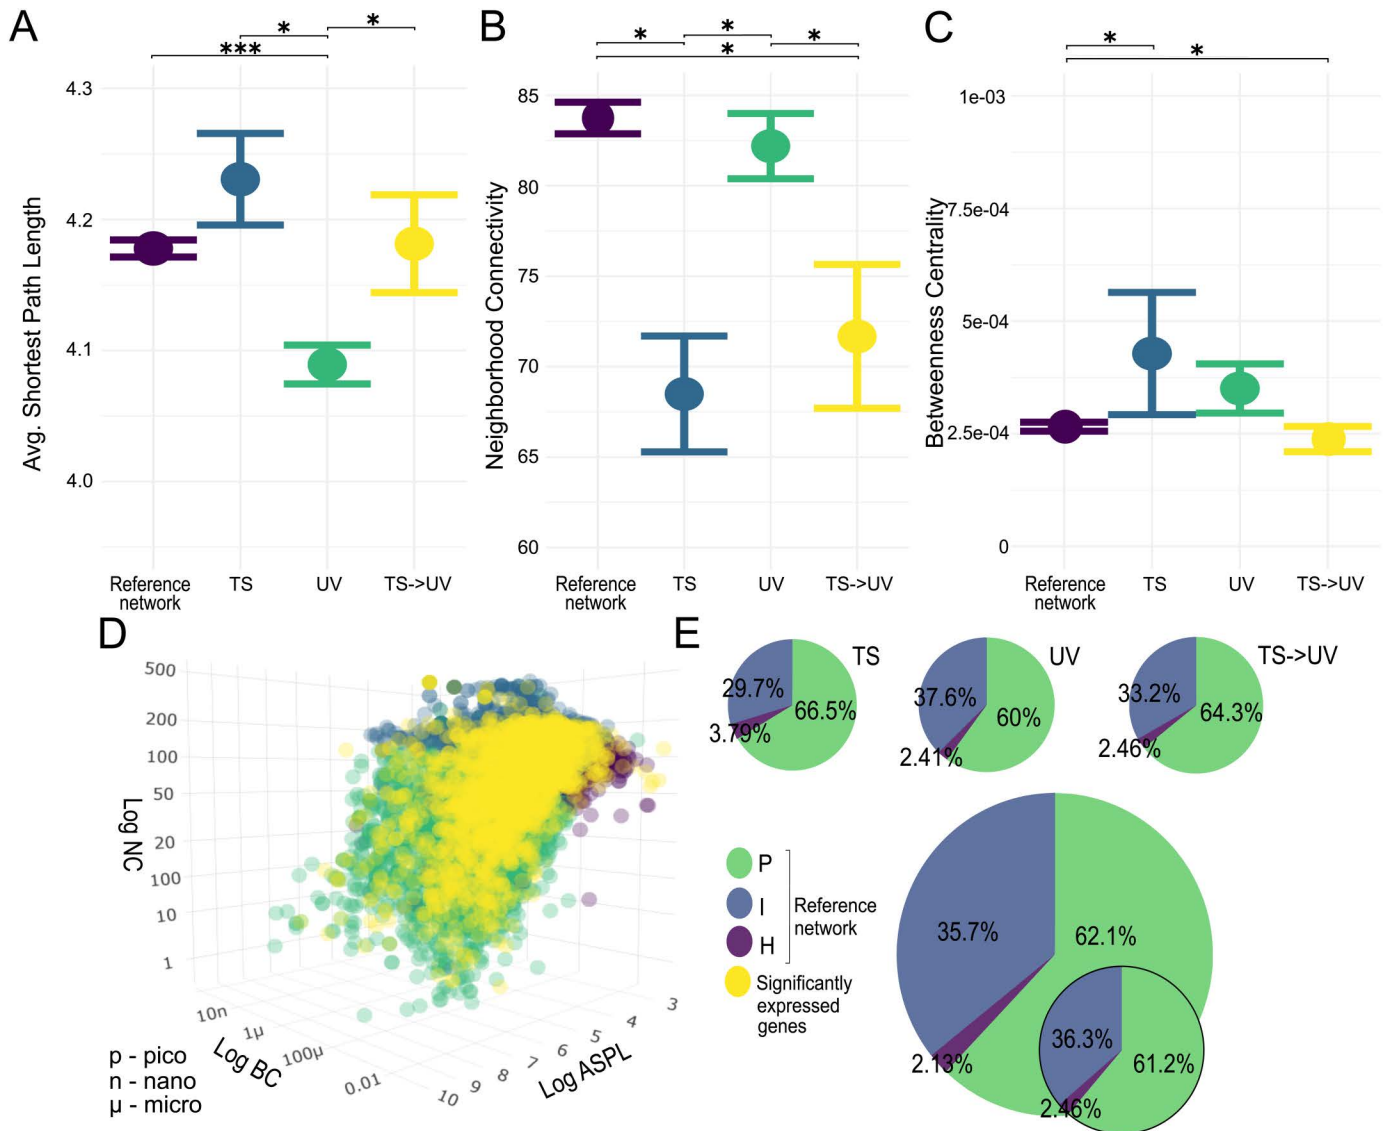 A
B
C
*
*
***
*
*
*
*
*
*
*
Avg. Shortest Path Length
4.3
4.2
4.1
4.0
Reference
network
TS
UV
TS->UV
Neighborhood Connectivity
85
80
75
70
65
60
Reference
network
TS
UV
TS->UV
Betweenness Centrality
1e-03
7.5e-04
5e-04
2.5e-04
0
Reference
network
TS
UV
TS->UV
D
Log NC
500
200
100
50
20
100
10
1
10n
1µ
100µ
0.01
Log BC
10
9
8
7
6
5
4
3
Log ASPL
p - pico
n - nano
µ - micro
E
TS
29.7%
66.5%
3.79%
UV
37.6%
60%
2.41%
TS->UV
33.2%
64.3%
2.46%
P
I
H
Reference
network
Significantly
expressed
genes
35.7%
62.1%
2.13%
36.3%
61.2%
2.46%